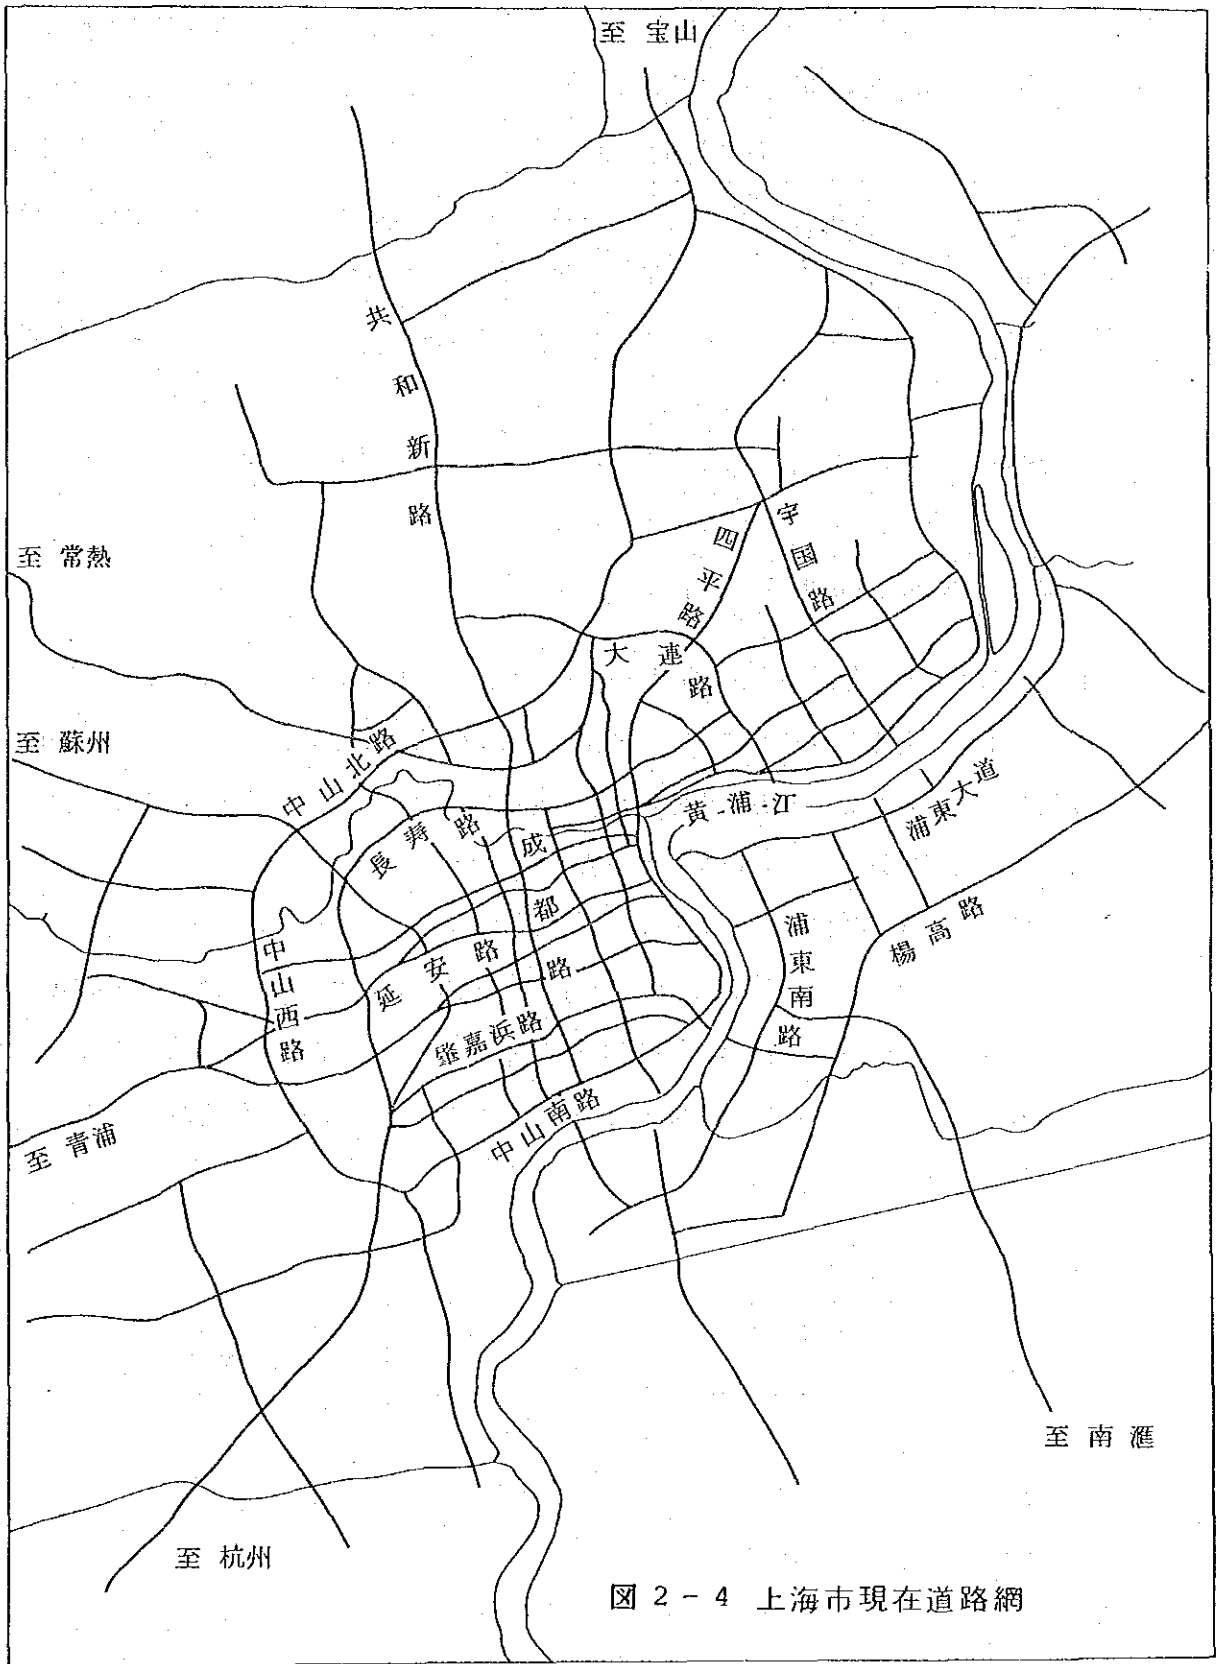 至 宝山
共和新路
至 常熱
四平路
宇国路
大連路
至 蘇州
中山北路
長寿路
成都路
黄浦江
浦東大道
中山西路
延安路
浦東南路
楊高路
肇嘉浜路
中山南路
至 青浦
至 南滙
至 杭州
図 2-4 上海市現在道路網